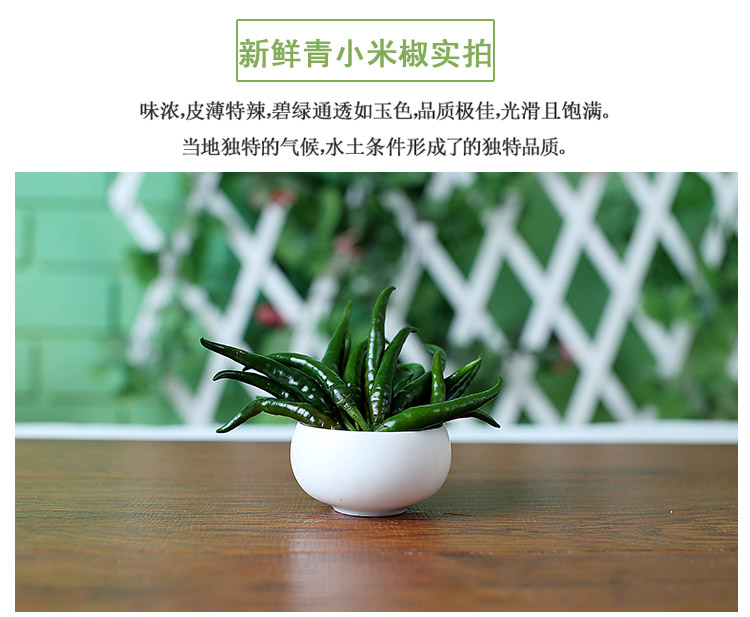 新鲜青小米椒实拍
味浓,皮薄特辣,碧绿通透如玉色,品质极佳,光滑且饱满。
当地独特的气候,水土条件形成了的独特品质。